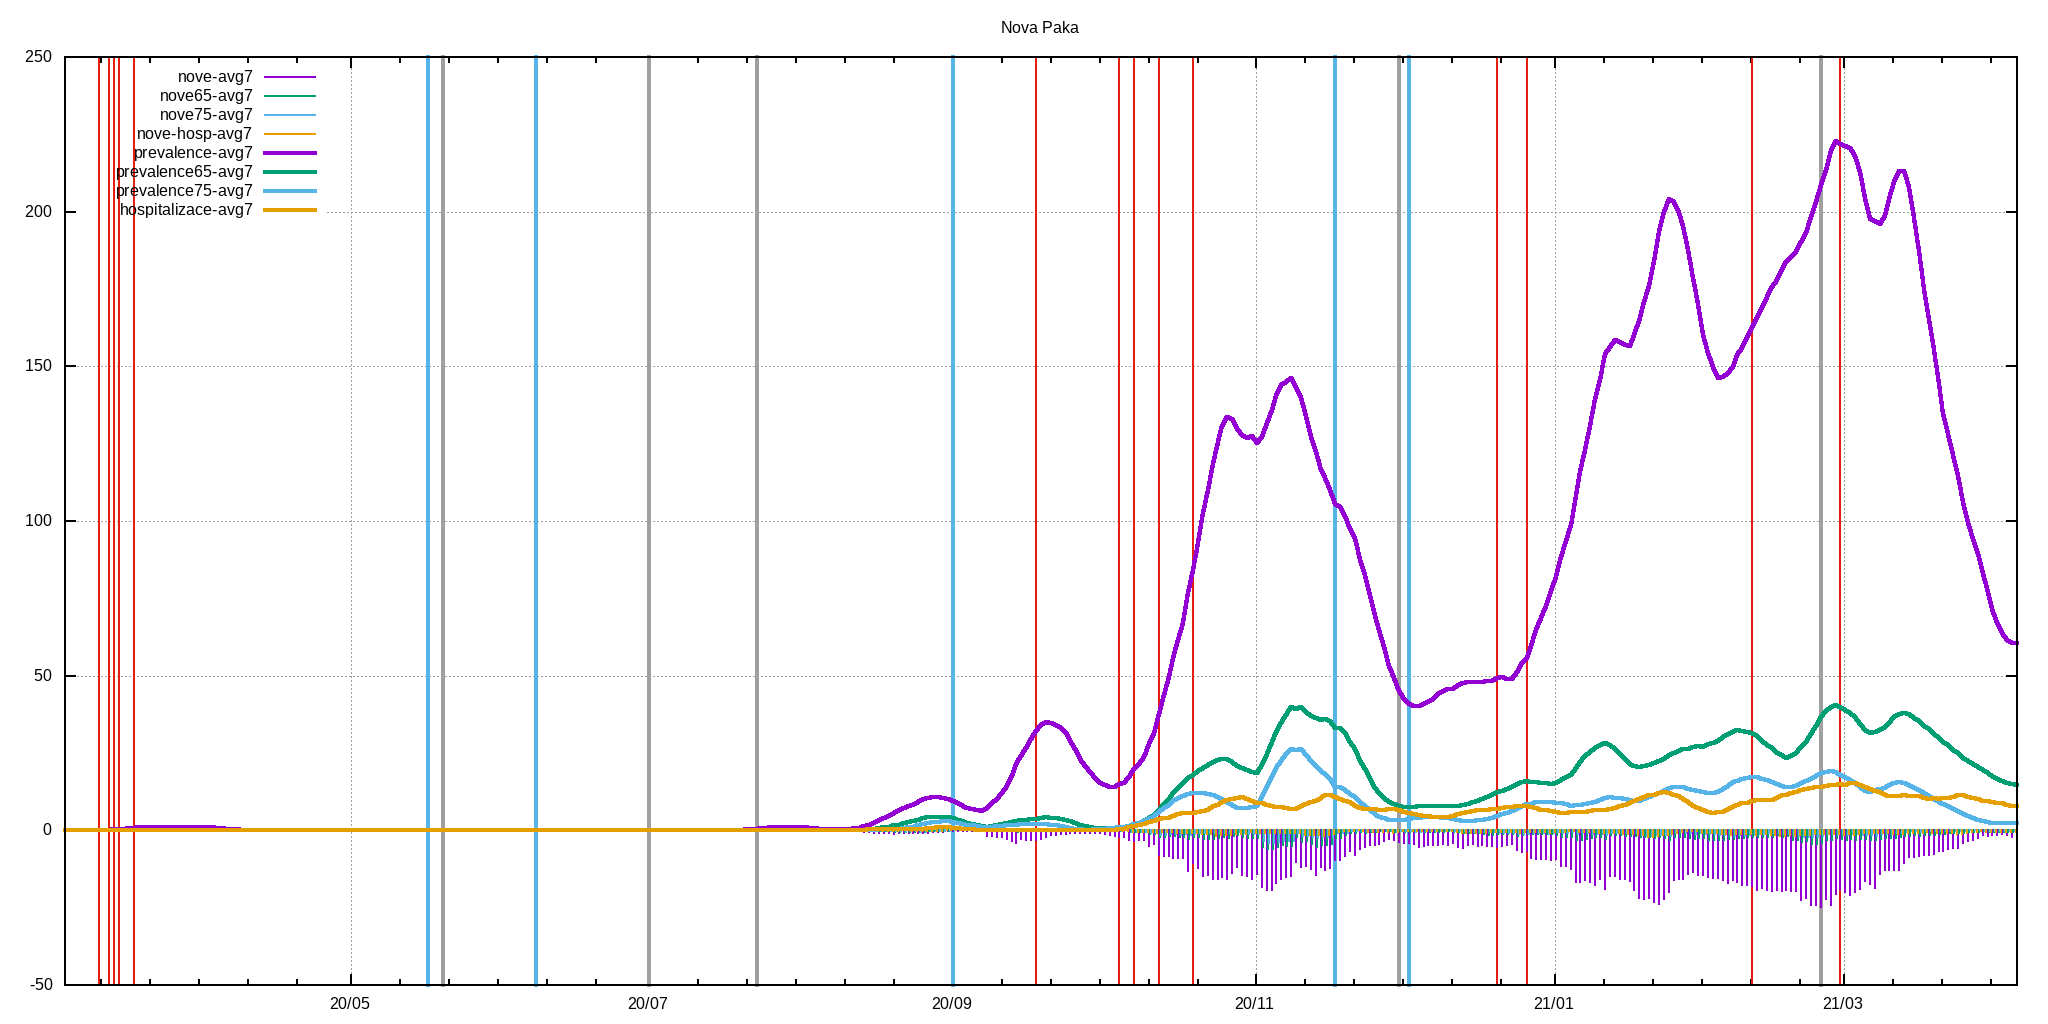 Nova Paka
250
200
150
100
50
0
-50
nove-avg7
nove65-avg7
nove75-avg7
nove-hosp-avg7
prevalence-avg7
prevalence65-avg7
prevalence75-avg7
hospitalizace-avg7
20/05 20/07 20/09 20/11 21/01 21/03